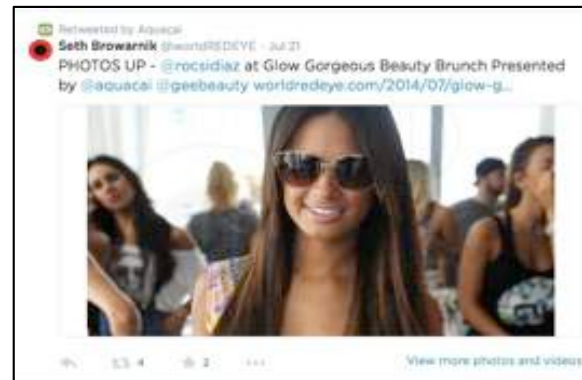 Retweeted by Aquacai
Seth Browarnik @worldREDEYE · Jul 21
PHOTOS UP - @rocsidiaz at Glow Gorgeous Beauty Brunch Presented
by @aquacai @geebeauty worldredeye.com/2014/07/glow-g...
4 2
View more photos and videos